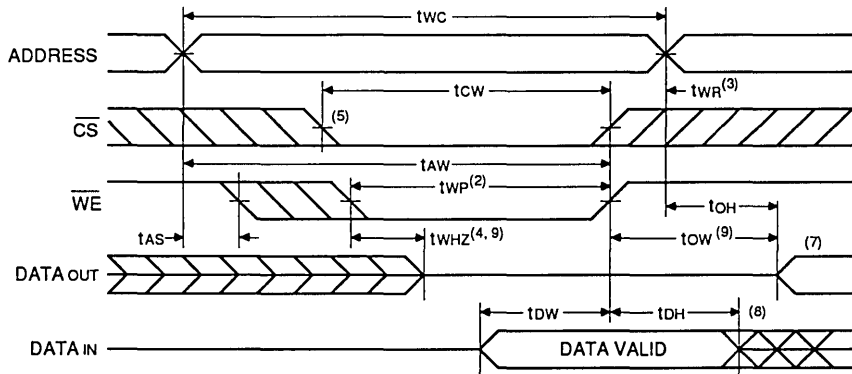 tWC
ADDRESS
tCW
tWR(3)
CS
(5)
tAW
WE
tWP(2)
tOH
tAS
tWHZ(4, 9)
tOW(9)
(7)
DATA OUT
tDW
tDH
(8)
DATA IN
DATA VALID